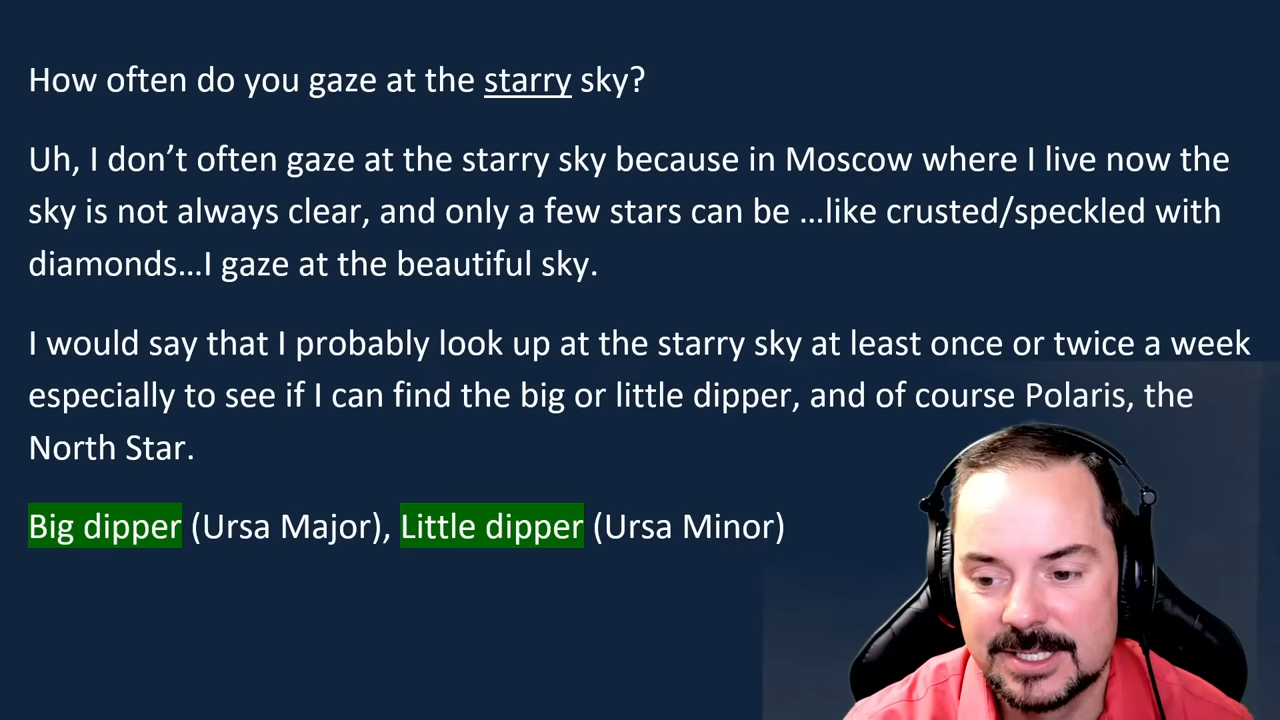 How often do you gaze at the starry sky?
Uh, I don’t often gaze at the starry sky because in Moscow where I live now the
sky is not always clear, and only a few stars can be …like crusted/speckled with
diamonds…I gaze at the beautiful sky.
I would say that I probably look up at the starry sky at least once or twice a week
especially to see if I can find the big or little dipper, and of course Polaris, the
North Star.
Big dipper (Ursa Major), Little dipper (Ursa Minor)